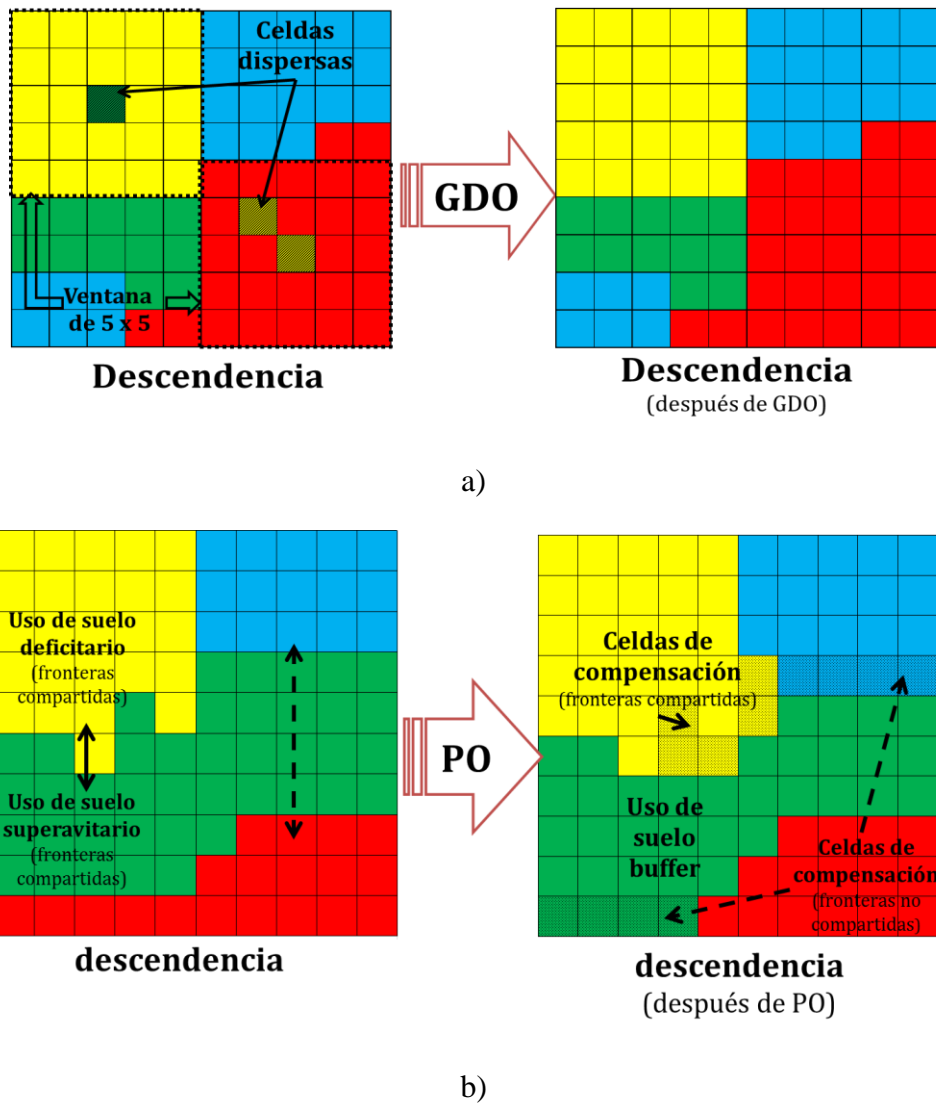 Celdas
dispersas
GDO
Ventana
de 5 x 5
Descendencia
Descendencia
(después de GDO)
a)
Uso de suelo
deficitario
(fronteras
compartidas)
Uso de suelo
superavitario
(fronteras
compartidas)
descendencia
PO
Celdas de
compensación
(fronteras compartidas)
Uso de
suelo
buffer
Celdas de
compensación
(fronteras no
compartidas)
descendencia
(después de PO)
b)